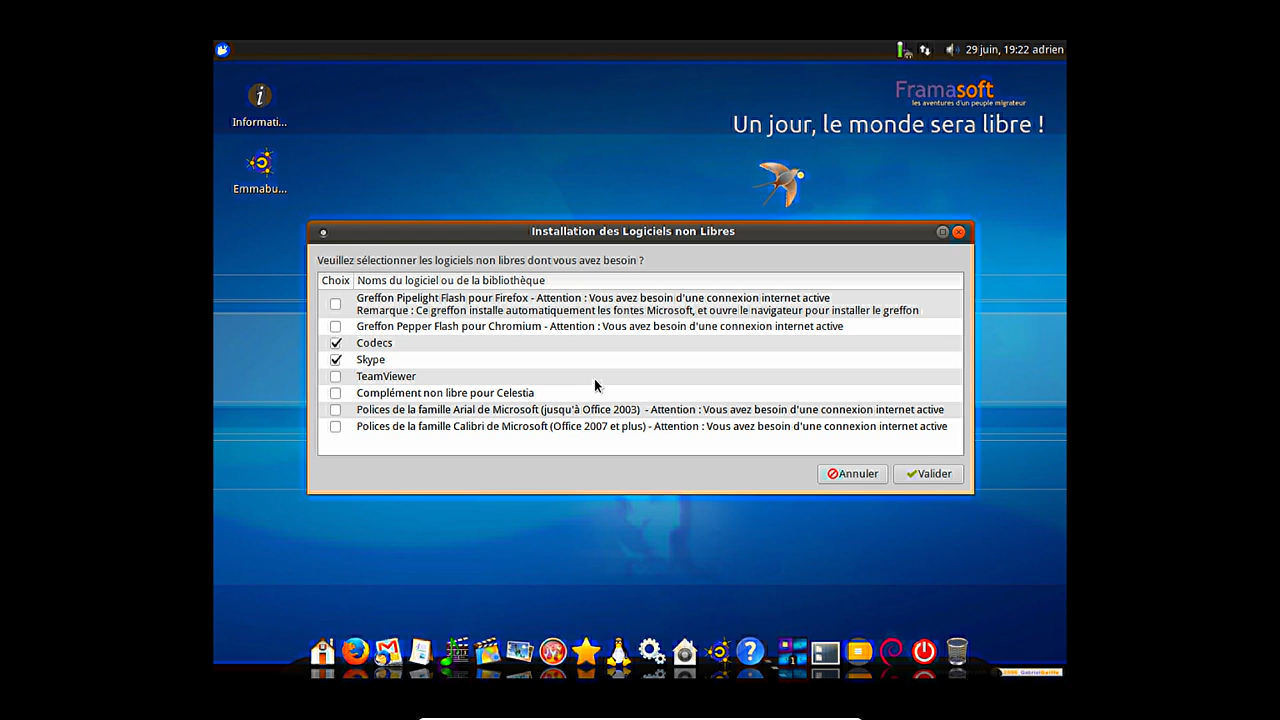 29 juin, 19:22 adrien
Informati...
Framasoft
les aventures d'un peuple migrateur
Un jour, le monde sera libre !
Emmabu...
Installation des Logiciels non Libres
Veuillez sélectionner les logiciels non libres dont vous avez besoin ?
Choix Noms du logiciel ou de la bibliothèque
Greffon Pipelight Flash pour Firefox - Attention : Vous avez besoin d'une connexion internet active
Remarque : Ce greffon installe automatiquement les fontes Microsoft, et ouvre le navigateur pour installer le greffon
Greffon Pepper Flash pour Chromium - Attention : Vous avez besoin d'une connexion internet active
Codecs
Skype
TeamViewer
Complément non libre pour Celestia
Polices de la famille Arial de Microsoft (jusqu'à Office 2003) - Attention : Vous avez besoin d'une connexion internet active
Polices de la famille Calibri de Microsoft (Office 2007 et plus) - Attention : Vous avez besoin d'une connexion internet active
Annuler Valider
1